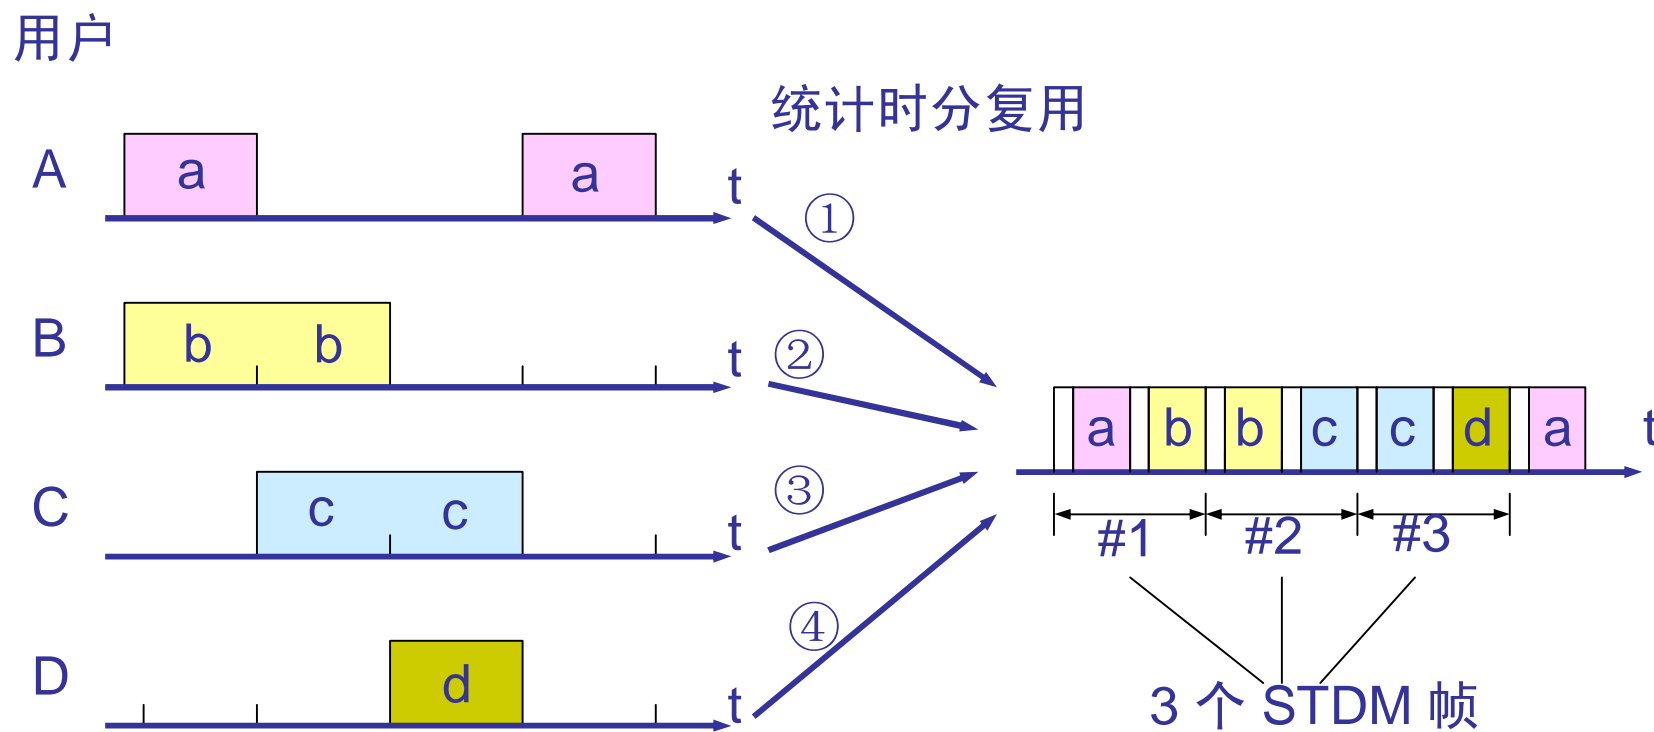 用户
统计时分复用
A a a t
①
B b b t
②
a b b c c d a t
C c c t
③
#1 #2 #3
D d t
④
3 个 STDM 帧